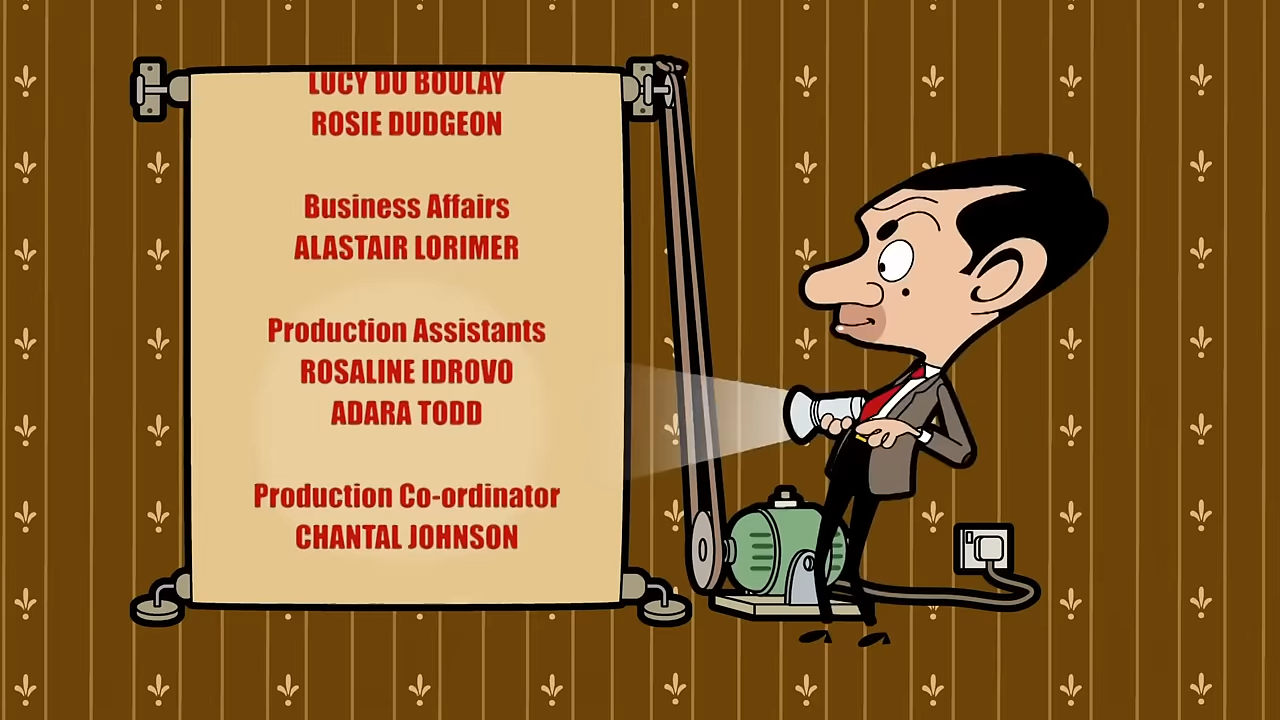 LUCY DU BOULAY
ROSIE DUDGEON
Business Affairs
ALASTAIR LORIMER
Production Assistants
ROSALINE IDROVO
ADARA TODD
Production Co-ordinator
CHANTAL JOHNSON